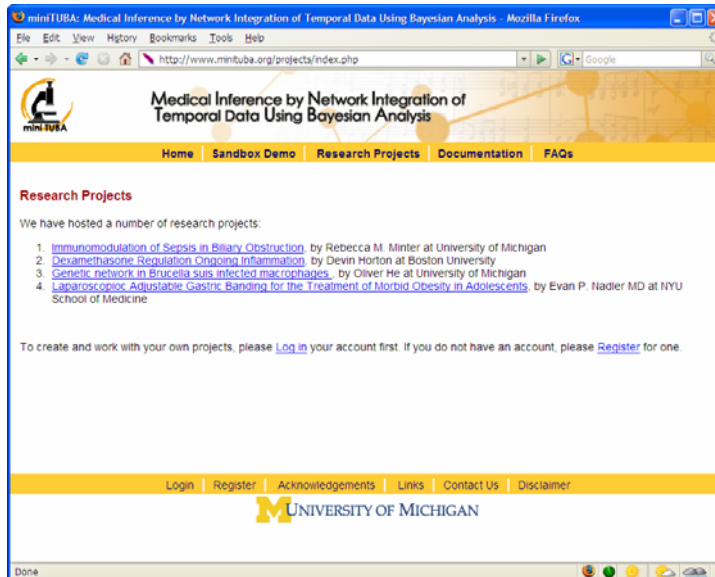 miniTUBA: Medical Inference by Network Integration of Temporal Data Using Bayesian Analysis - Mozilla Firefox
File Edit View History Bookmarks Tools Help
http://www.minituba.org/projects/index.php
G Google
mini TUBA
Medical Inference by Network Integration of
Temporal Data Using Bayesian Analysis
Home Sandbox Demo Research Projects Documentation FAQs
Research Projects
We have hosted a number of research projects:
1. Immunomodulation of Sepsis in Biliary Obstruction, by Rebecca M. Minter at University of Michigan
2. Dexamethasone Regulation Ongoing Inflammation, by Devin Horton at Boston University
3. Genetic network in Brucella suis infected macrophages , by Oliver He at University of Michigan
4. Laparoscopioc Adjustable Gastric Banding for the Treatment of Morbid Obesity in Adolescents, by Evan P. Nadler MD at NYU
School of Medicine
To create and work with your own projects, please Log in your account first. If you do not have an account, please Register for one.
Login Register Acknowledgements Links Contact Us Disclaimer
M UNIVERSITY OF MICHIGAN
Done